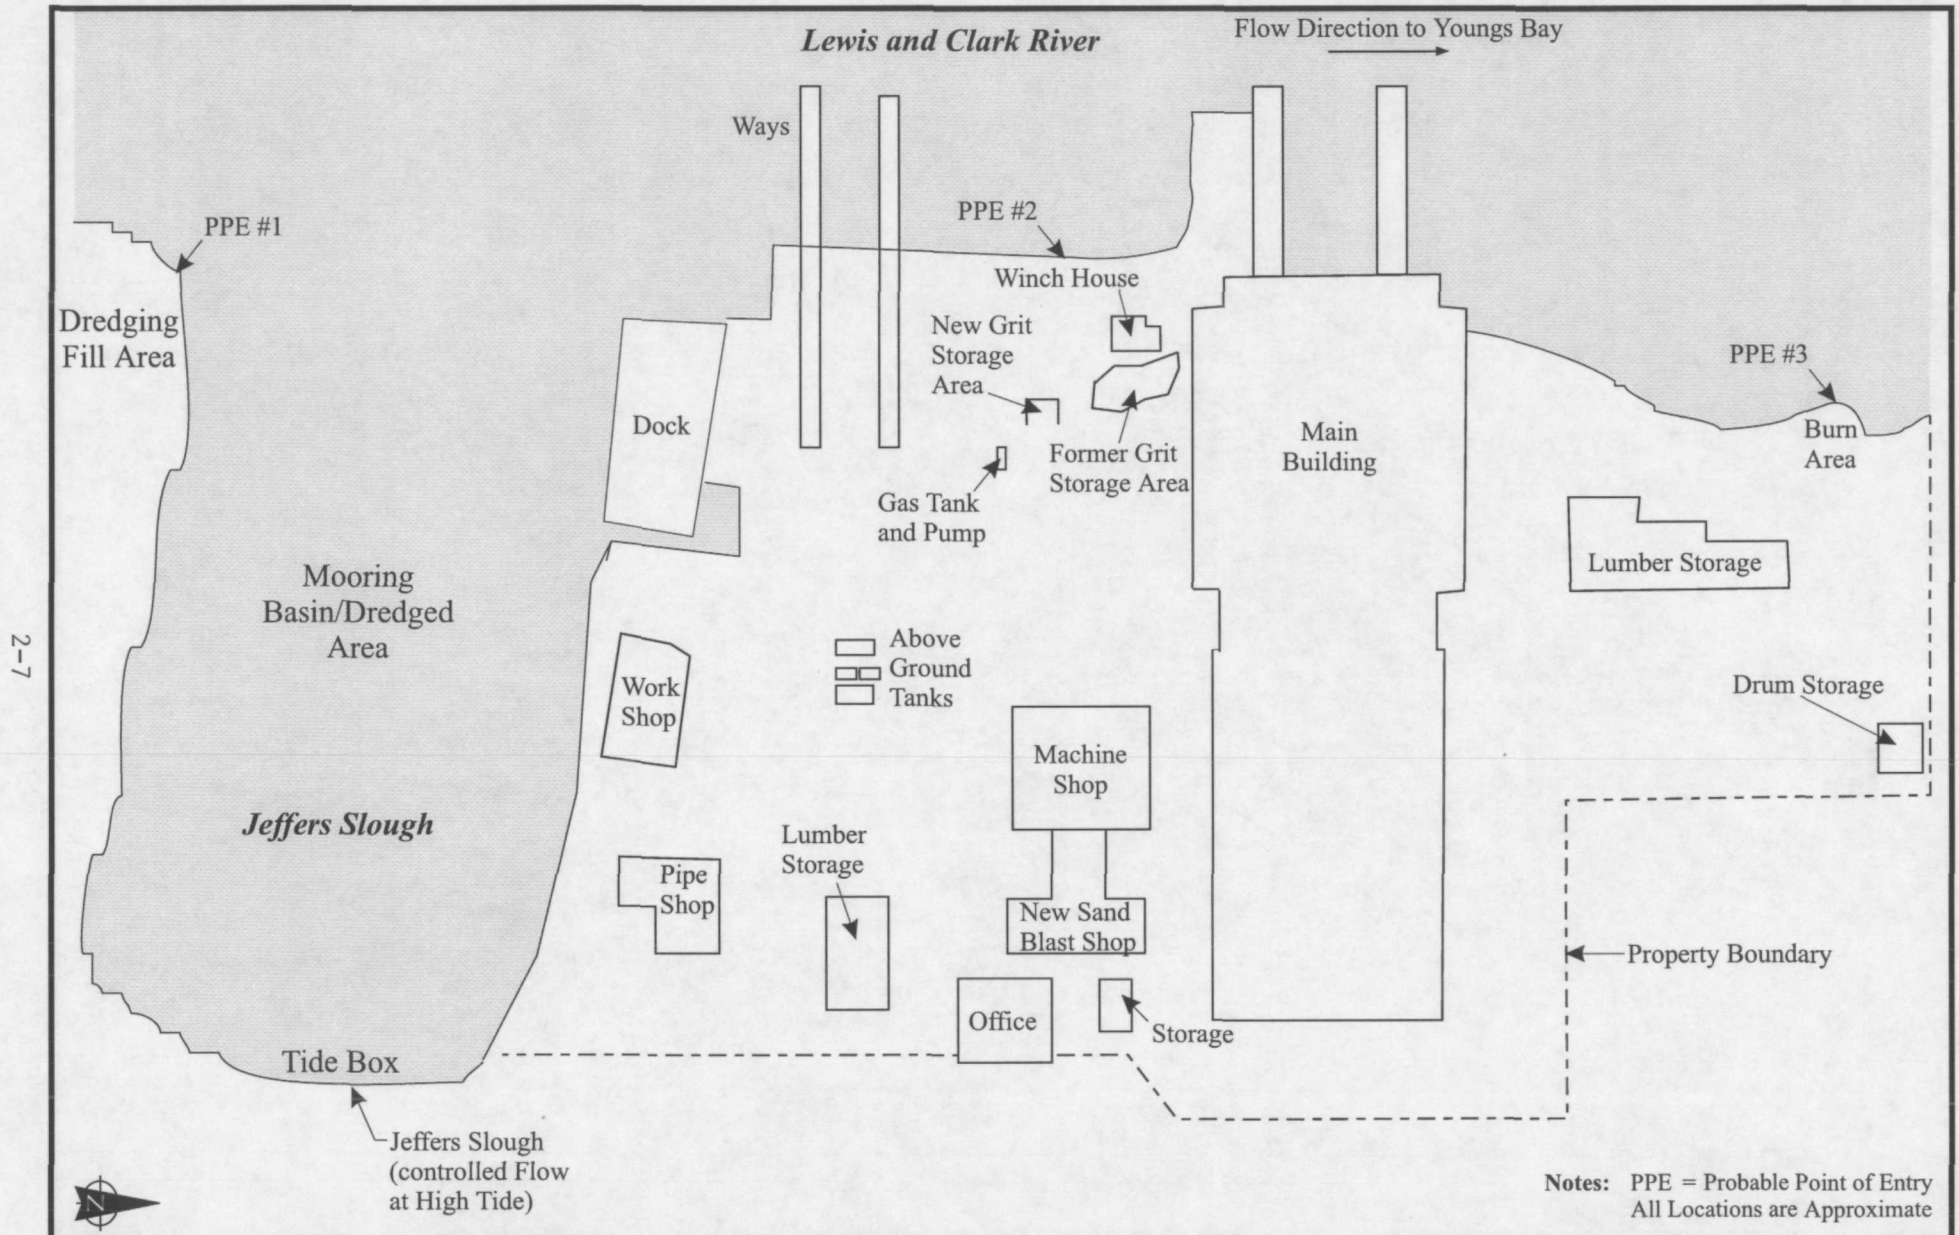 Lewis and Clark River
Flow Direction to Youngs Bay
Ways
PPE #1
PPE #2
Winch House
Dredging
Fill Area
New Grit
Storage
Area
PPE #3
Dock
Main
Building
Burn
Area
Former Grit
Storage Area
Gas Tank
and Pump
Lumber Storage
Mooring
Basin/Dredged
Area
2-7
Above
Ground
Tanks
Work
Shop
Drum Storage
Machine
Shop
Jeffers Slough
Lumber
Storage
Pipe
Shop
New Sand
Blast Shop
Property Boundary
Office
Storage
Tide Box
Jeffers Slough
(controlled Flow
at High Tide)
N
Notes: PPE = Probable Point of Entry
All Locations are Approximate